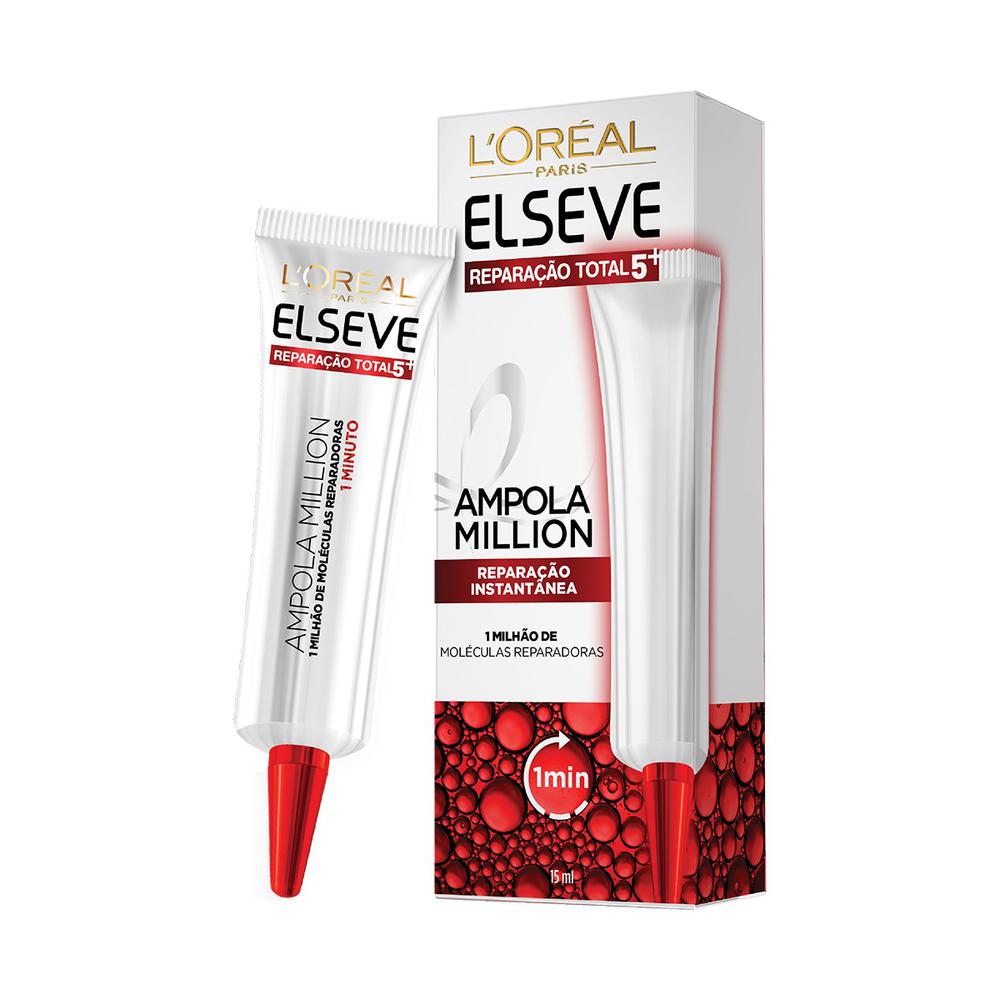 L'ORÉAL
PARIS
ELSEVE
REPARAÇÃO TOTAL 5+
AMPOLA MILLION
1 MILHÃO DE MOLÉCULAS REPARADORAS
1 MINUTO
L'ORÉAL
PARIS
ELSEVE
REPARAÇÃO TOTAL 5+
AMPOLA
MILLION
REPARAÇÃO
INSTANTÂNEA
1 MILHÃO DE
MOLÉCULAS REPARADORAS
1min
15 ml